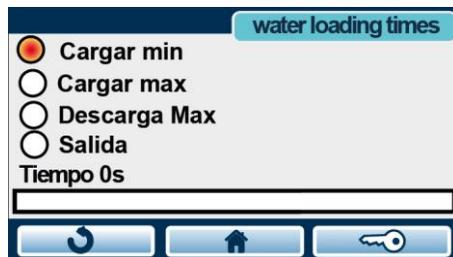 water loading times
Cargar min
Cargar max
Descarga Max
Salida
Tiempo 0s